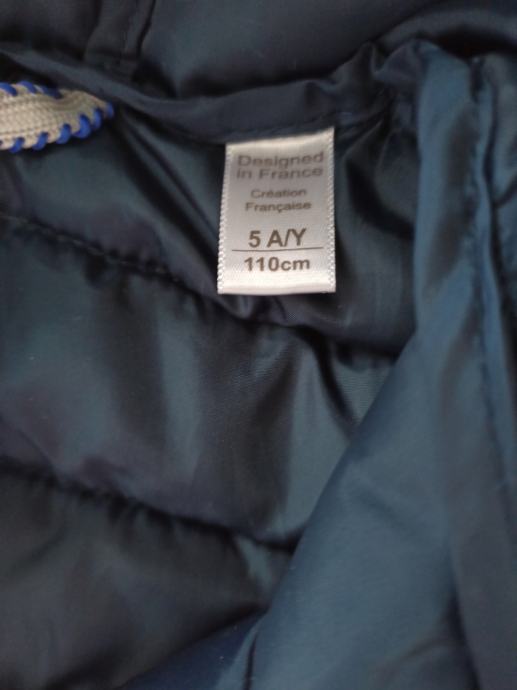 Designed
in France
Création
Française
5 A/Y
110cm